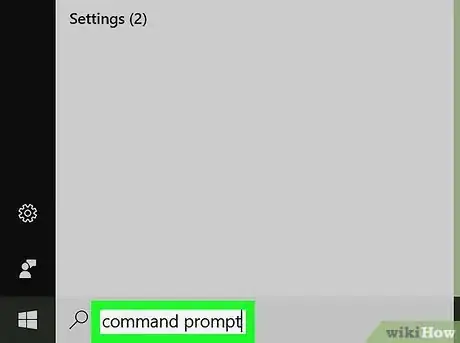 Settings (2)
command prompt
wikiHow